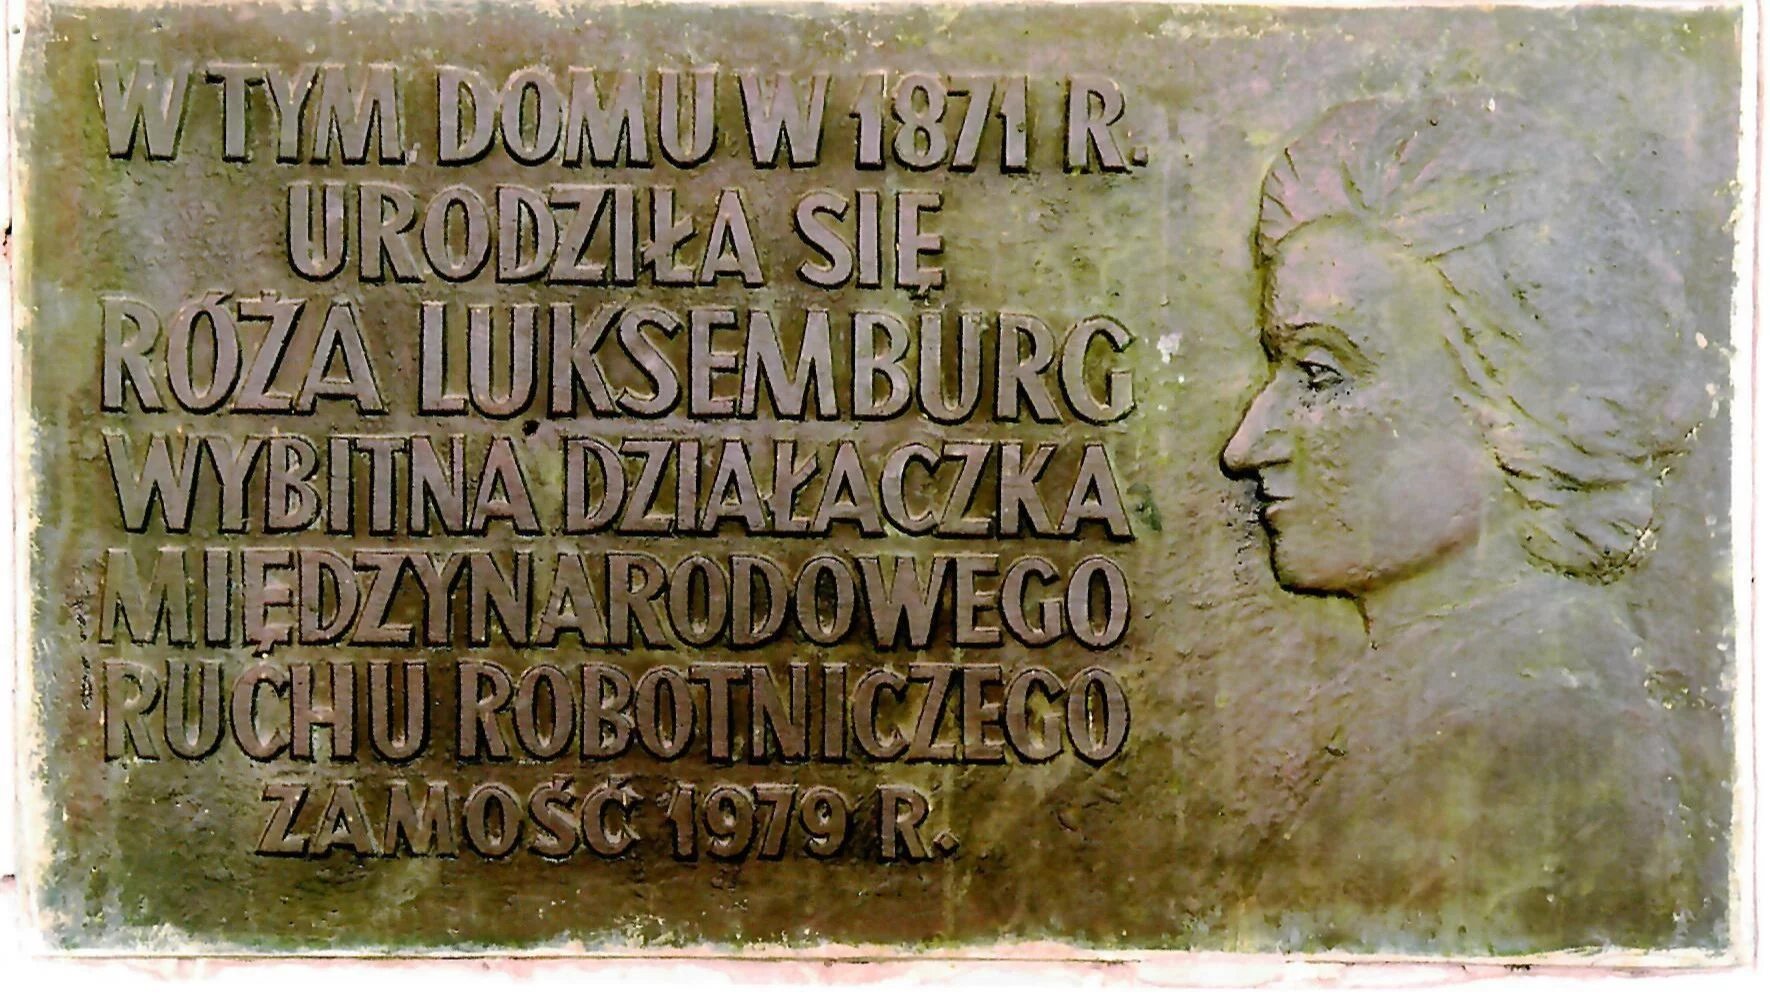 W TYM DOMU W 1871 R.
URODZIŁA SIĘ
RÓŻA LUKSEMBURG
WYBITNA DZIAŁACZKA
MIĘDZYNARODOWEGO
RUCHU ROBOTNICZEGO
ZAMOŚĆ 1979 R.